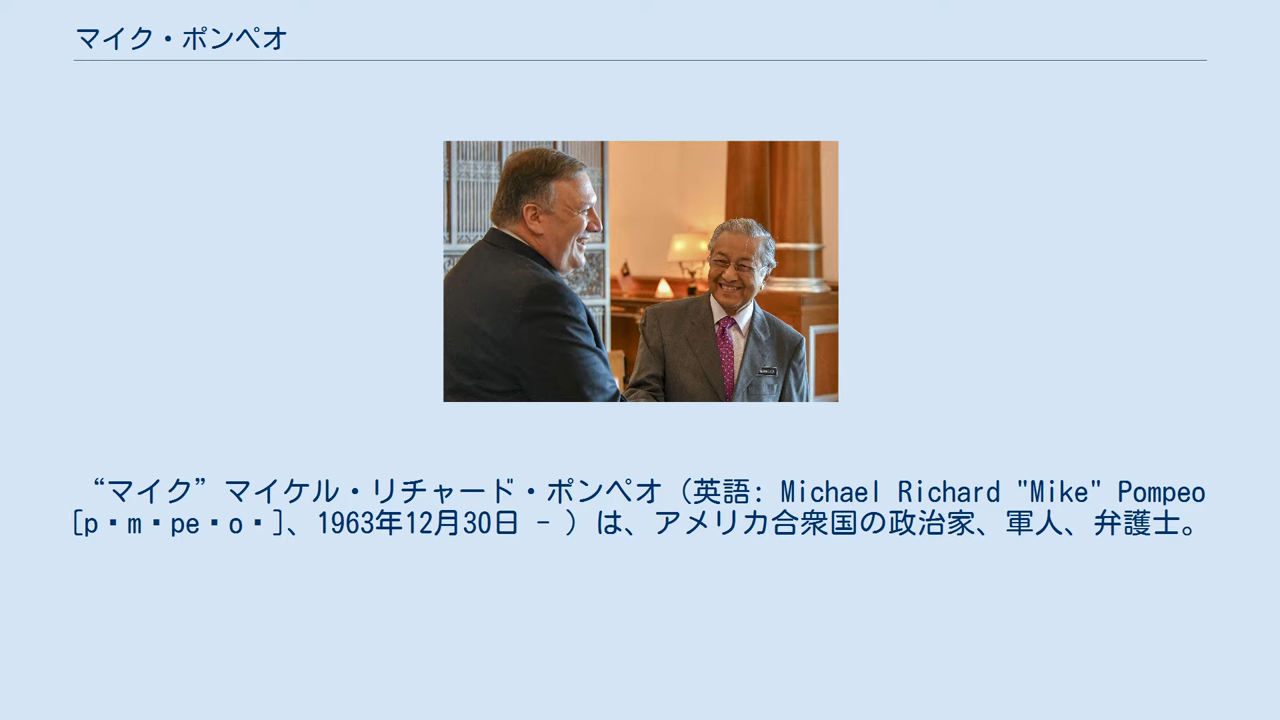 マイク・ポンペオ
“マイク”マイケル・リチャード・ポンペオ（英語: Michael Richard "Mike" Pompeo
[p▪m▪pe▪o▪]、1963年12月30日 - ）は、アメリカ合衆国の政治家、軍人、弁護士。